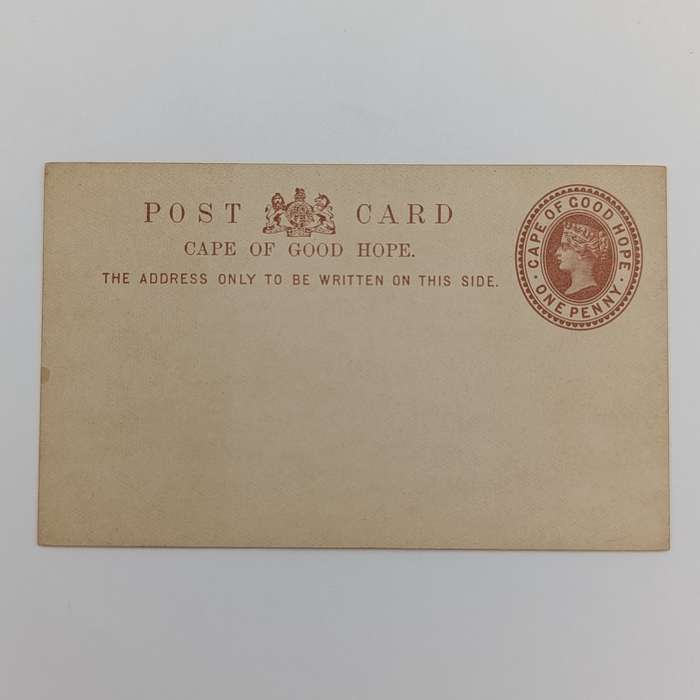 POST CARD
CAPE OF GOOD HOPE.
THE ADDRESS ONLY TO BE WRITTEN ON THIS SIDE.
CAPE OF GOOD HOPE
ONE PENNY